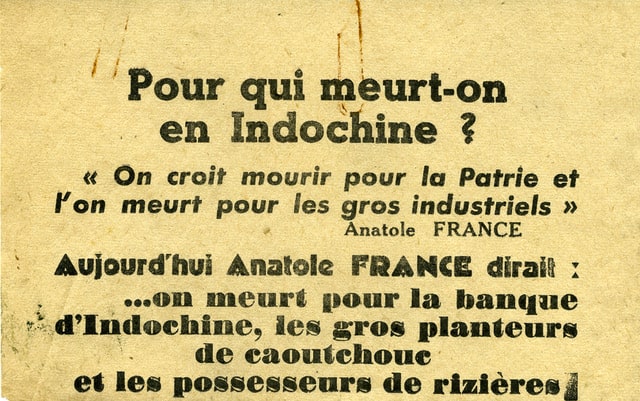 Pour qui meurt-on
en Indochine ?
« On croit mourir pour la Patrie et
l'on meurt pour les gros industriels »
Anatole FRANCE
Aujourd'hui Anatole FRANCE dirait :
...on meurt pour la banque
d'Indochine, les gros planteurs
de caoutchouc
et les possesseurs de rizières